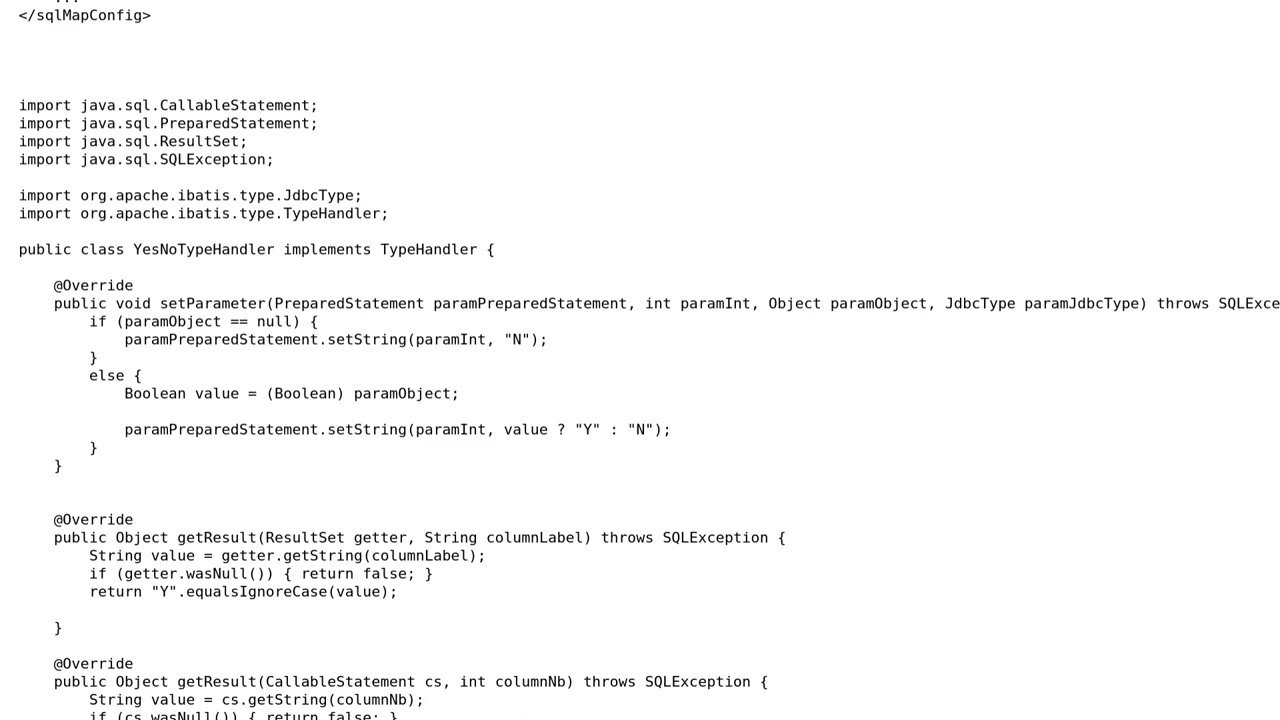 </sqlMapConfig>
import java.sql.CallableStatement;
import java.sql.PreparedStatement;
import java.sql.ResultSet;
import java.sql.SQLException;
import org.apache.ibatis.type.JdbcType;
import org.apache.ibatis.type.TypeHandler;
public class YesNoTypeHandler implements TypeHandler {
@Override
public void setParameter(PreparedStatement paramPreparedStatement, int paramInt, Object paramObject, JdbcType paramJdbcType) throws SQLExce
if (paramObject == null) {
paramPreparedStatement.setString(paramInt, "N");
}
else {
Boolean value = (Boolean) paramObject;
paramPreparedStatement.setString(paramInt, value ? "Y" : "N");
}
}
@Override
public Object getResult(ResultSet getter, String columnLabel) throws SQLException {
String value = getter.getString(columnLabel);
if (getter.wasNull()) { return false; }
return "Y".equalsIgnoreCase(value);
}
@Override
public Object getResult(CallableStatement cs, int columnNb) throws SQLException {
String value = cs.getString(columnNb);
if (cs.wasNull()) { return false; }